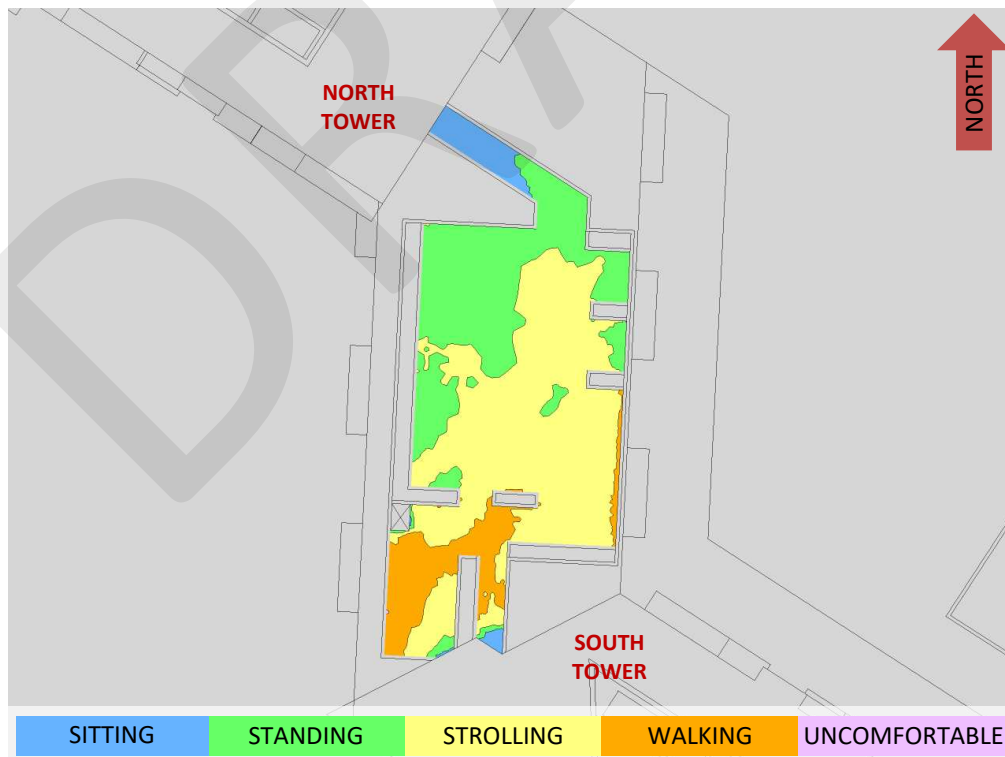 NORTH
TOWER
NORTH
SOUTH
TOWER
SITTING STANDING STROLLING WALKING UNCOMFORTABLE